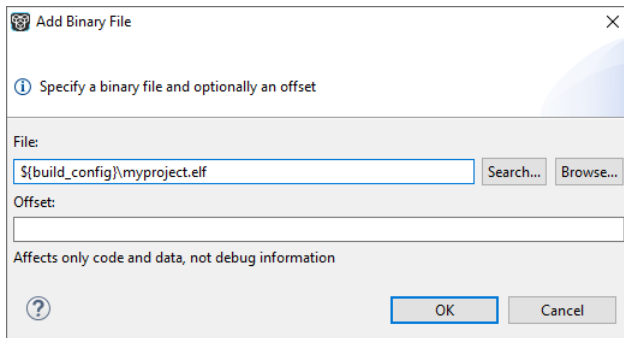 Add Binary File
Specify a binary file and optionally an offset
File:
${build_config}\myproject.elf
Search... Browse...
Offset:
Affects only code and data, not debug information
OK Cancel